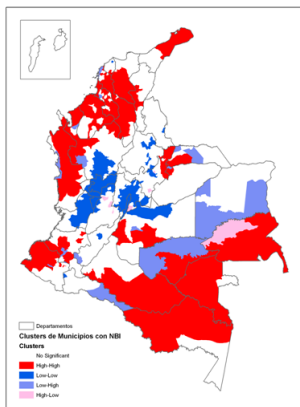 Departamentos
Clusters de Municipios con NBI
Clusters
No Significant
High-High
Low-Low
Low-High
High-Low